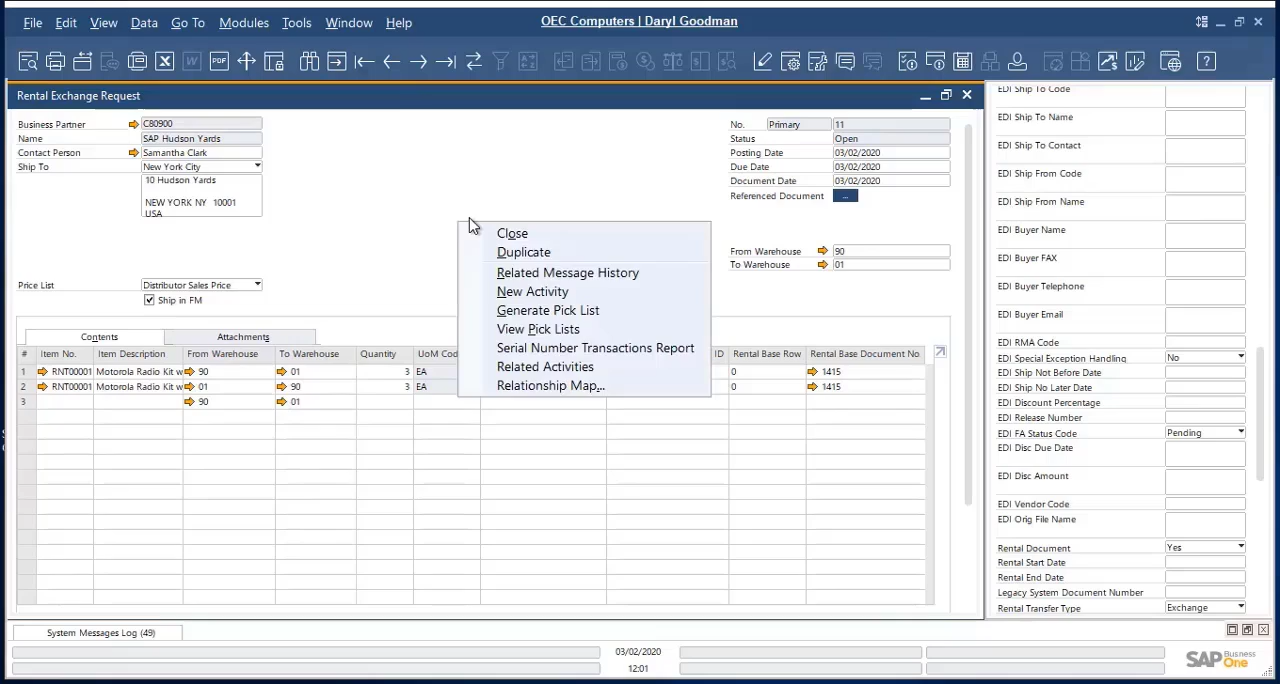 File Edit View Data Go To Modules Tools Window Help
OEC Computers | Daryl Goodman
Rental Exchange Request
Business Partner C80900
Name SAP Hudson Yards
Contact Person Samantha Clark
Ship To New York City
10 Hudson Yards
NEW YORK NY 10001
USA
No. Primary 11
Status Open
Posting Date 03/02/2020
Due Date 03/02/2020
Document Date 03/02/2020
Referenced Document ...
From Warehouse 90
To Warehouse 01
Price List Distributor Sales Price
Ship in FM
Close
Duplicate
Related Message History
New Activity
Generate Pick List
View Pick Lists
Serial Number Transactions Report
Related Activities
Relationship Map...
Contents Attachments
# Item No. Item Description From Warehouse To Warehouse Quantity UoM Cod ID Rental Base Row Rental Base Document No
1 RNT00001 Motorola Radio Kit w 90 01 3 EA 0 1415
2 RNT00001 Motorola Radio Kit w 01 90 3 EA 0 1415
3 90 01
EDI Ship To Code
EDI Ship To Name
EDI Ship To Contact
EDI Ship From Code
EDI Ship From Name
EDI Buyer Name
EDI Buyer FAX
EDI Buyer Telephone
EDI Buyer Email
EDI RMA Code
EDI Special Exception Handling No
EDI Ship Not Before Date
EDI Ship No Later Date
EDI Discount Percentage
EDI Release Number
EDI FA Status Code Pending
EDI Disc Due Date
EDI Disc Amount
EDI Vendor Code
EDI Orig File Name
Rental Document Yes
Rental Start Date
Rental End Date
Legacy System Document Number
Rental Transfer Type Exchange
System Messages Log (49)
03/02/2020
12:01
SAP Business One